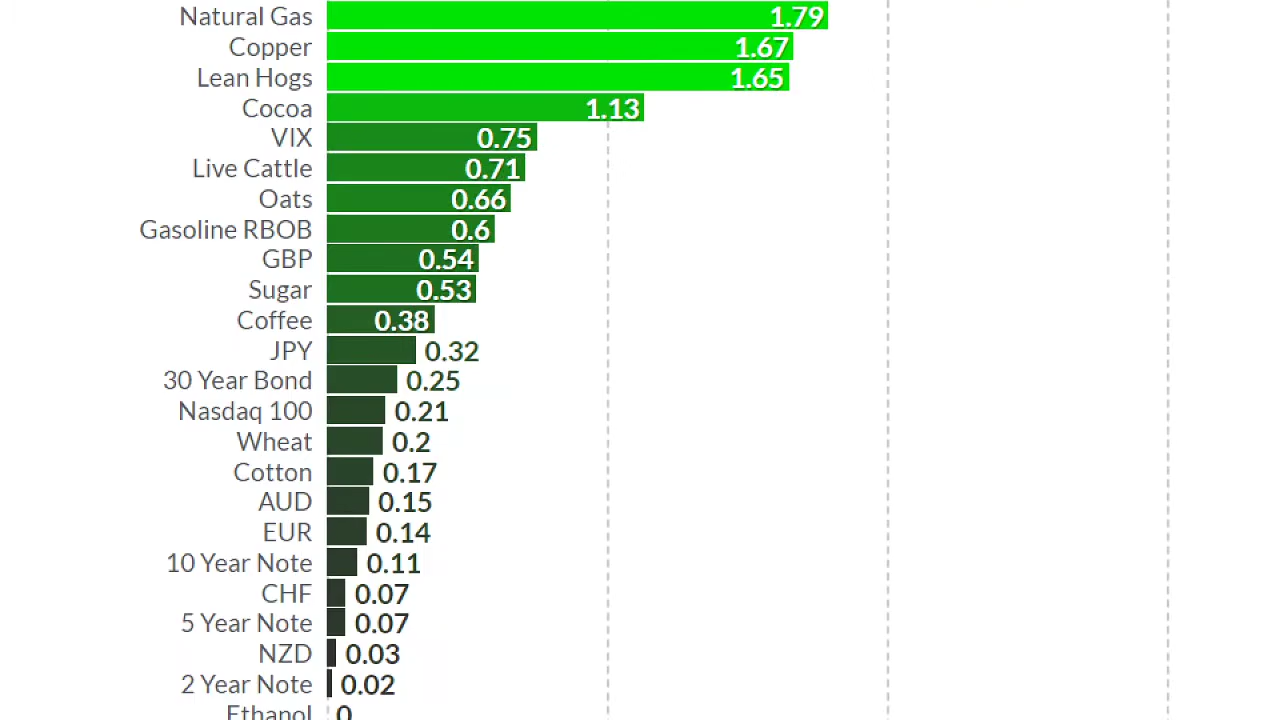 Natural Gas 1.79
Copper 1.67
Lean Hogs 1.65
Cocoa 1.13
VIX 0.75
Live Cattle 0.71
Oats 0.66
Gasoline RBOB 0.6
GBP 0.54
Sugar 0.53
Coffee 0.38
JPY 0.32
30 Year Bond 0.25
Nasdaq 100 0.21
Wheat 0.2
Cotton 0.17
AUD 0.15
EUR 0.14
10 Year Note 0.11
CHF 0.07
5 Year Note 0.07
NZD 0.03
2 Year Note 0.02
Ethanol 0